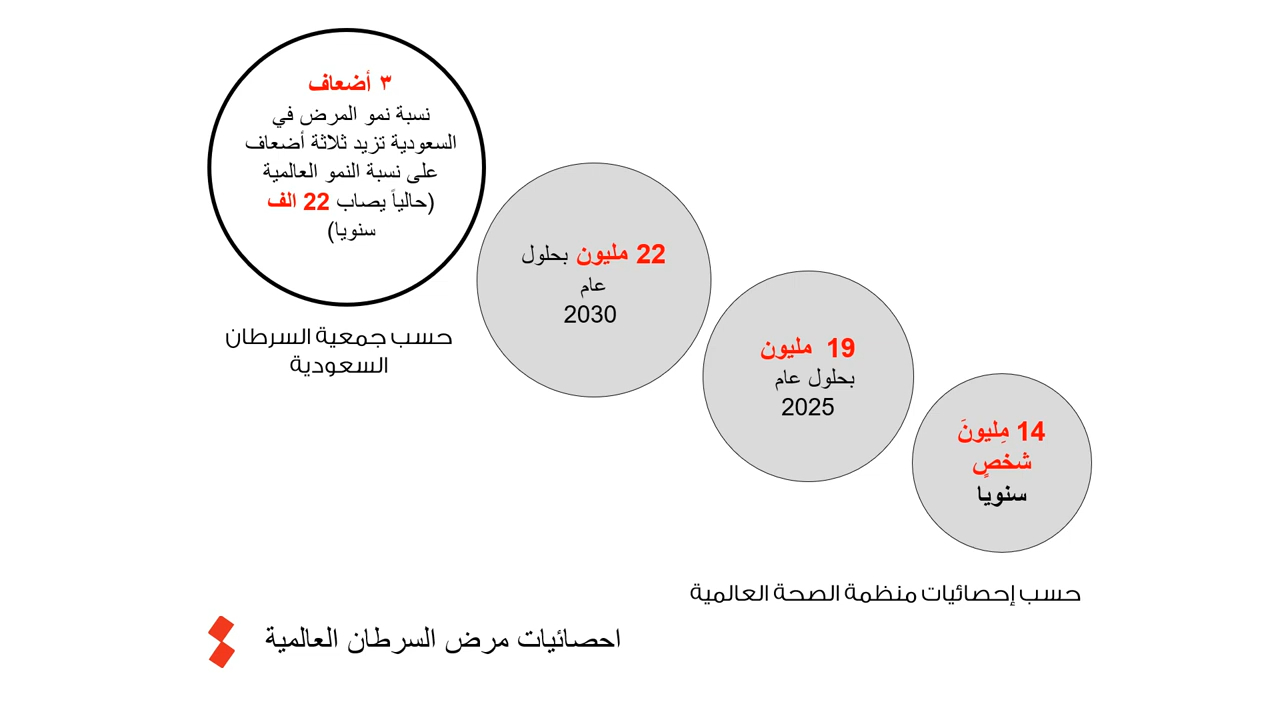 ٣ أضعاف
نسبة نمو المرض في
السعودية تزيد ثلاثة أضعاف
على نسبة النمو العالمية
(حالياً يصاب 22 الف
سنويا)
حسب جمعية السرطان
السعودية
22 مليون بحلول
عام
2030
19 مليون
بحلول عام
2025
14 مِليونَ
شخصٍ
سنويا
حسب إحصائيات منظمة الصحة العالمية
احصائيات مرض السرطان العالمية